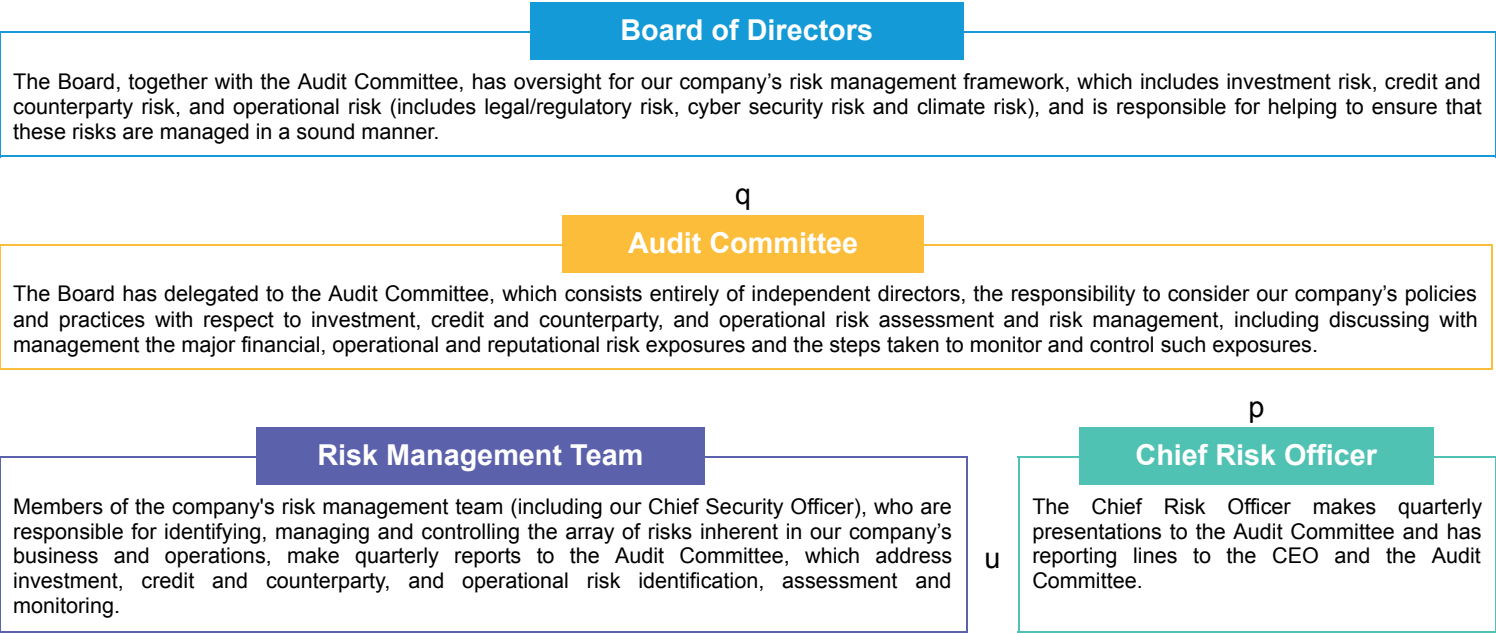 Board of Directors
The Board, together with the Audit Committee, has oversight for our company’s risk management framework, which includes investment risk, credit and
counterparty risk, and operational risk (includes legal/regulatory risk, cyber security risk and climate risk), and is responsible for helping to ensure that
these risks are managed in a sound manner.
q
Audit Committee
The Board has delegated to the Audit Committee, which consists entirely of independent directors, the responsibility to consider our company’s policies
and practices with respect to investment, credit and counterparty, and operational risk assessment and risk management, including discussing with
management the major financial, operational and reputational risk exposures and the steps taken to monitor and control such exposures.
p
Risk Management Team
Members of the company's risk management team (including our Chief Security Officer), who are
responsible for identifying, managing and controlling the array of risks inherent in our company’s
business and operations, make quarterly reports to the Audit Committee, which address
investment, credit and counterparty, and operational risk identification, assessment and
monitoring.
u
Chief Risk Officer
The Chief Risk Officer makes quarterly
presentations to the Audit Committee and has
reporting lines to the CEO and the Audit
Committee.